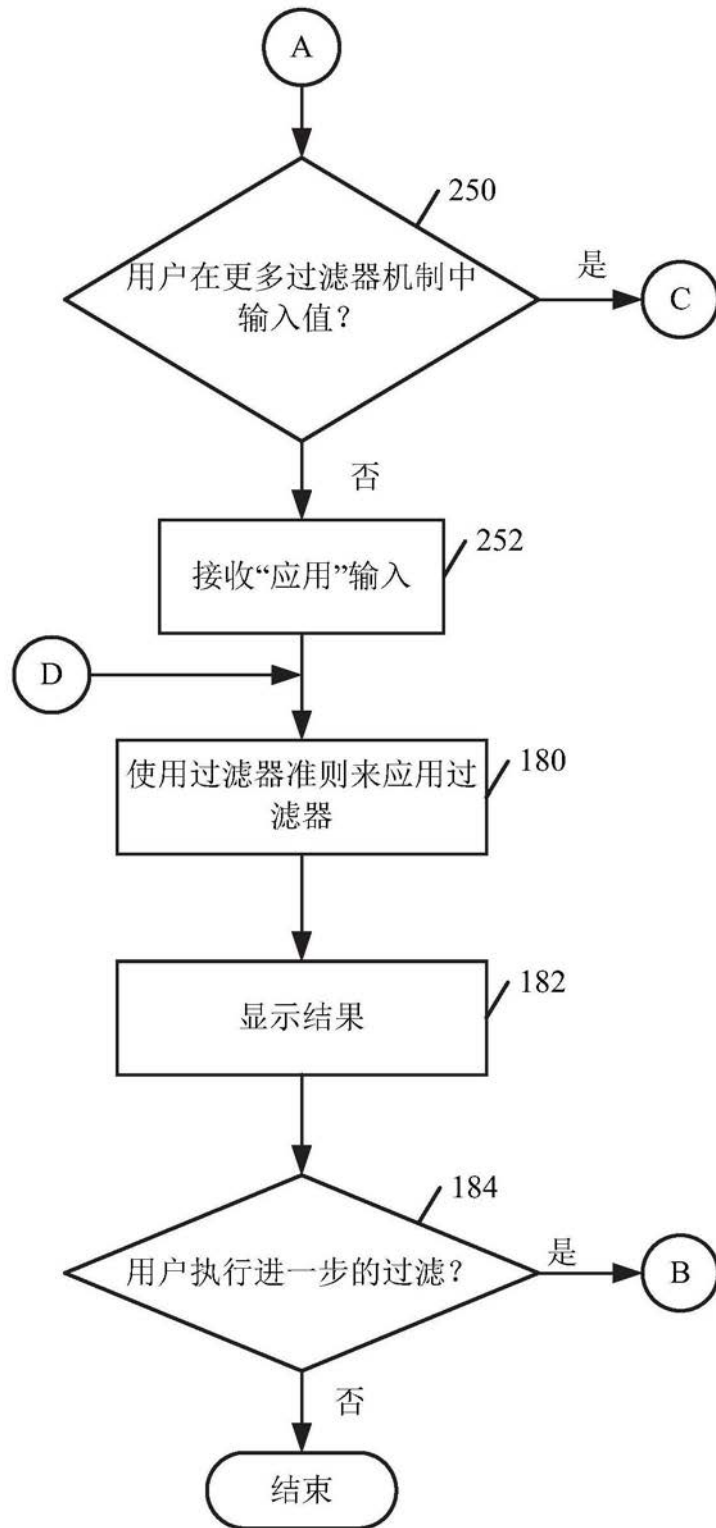 A
250
用户在更多过滤器机制中
输入值？
是
C
否
252
接收“应用”输入
D
180
使用过滤器准则来应用过
滤器
182
显示结果
184
用户执行进一步的过滤？
是
B
否
结束